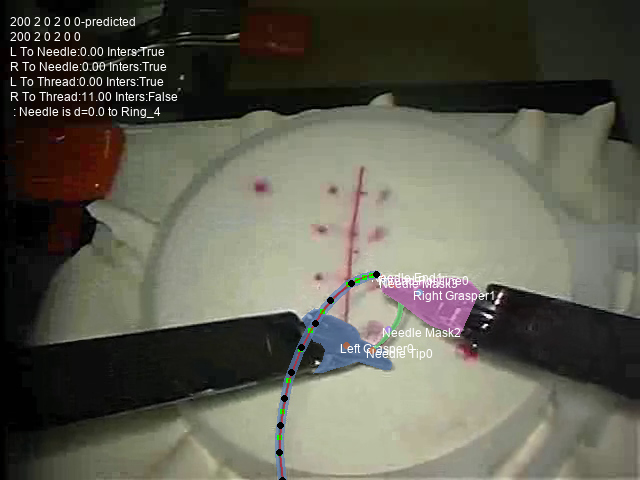 200 2 0 2 0 0-predicted
200 2 0 2 0 0
L To Needle:0.00 Inters:True
R To Needle:0.00 Inters:True
L To Thread:0.00 Inters:True
R To Thread:11.00 Inters:False
: Needle is d=0.0 to Ring_4
Needle Mask3
Right Grasper1
Needle Mask2
Left Grasper0
Needle Tip0